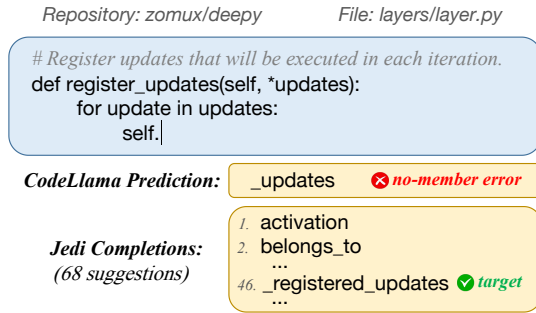 Repository: zomux/deepy File: layers/layer.py
# Register updates that will be executed in each iteration.
def register_updates(self, *updates):
for update in updates:
self.
CodeLlama Prediction: _updates no-member error
Jedi Completions:
(68 suggestions)
1. activation
2. belongs_to
...
46. _registered_updates target
...